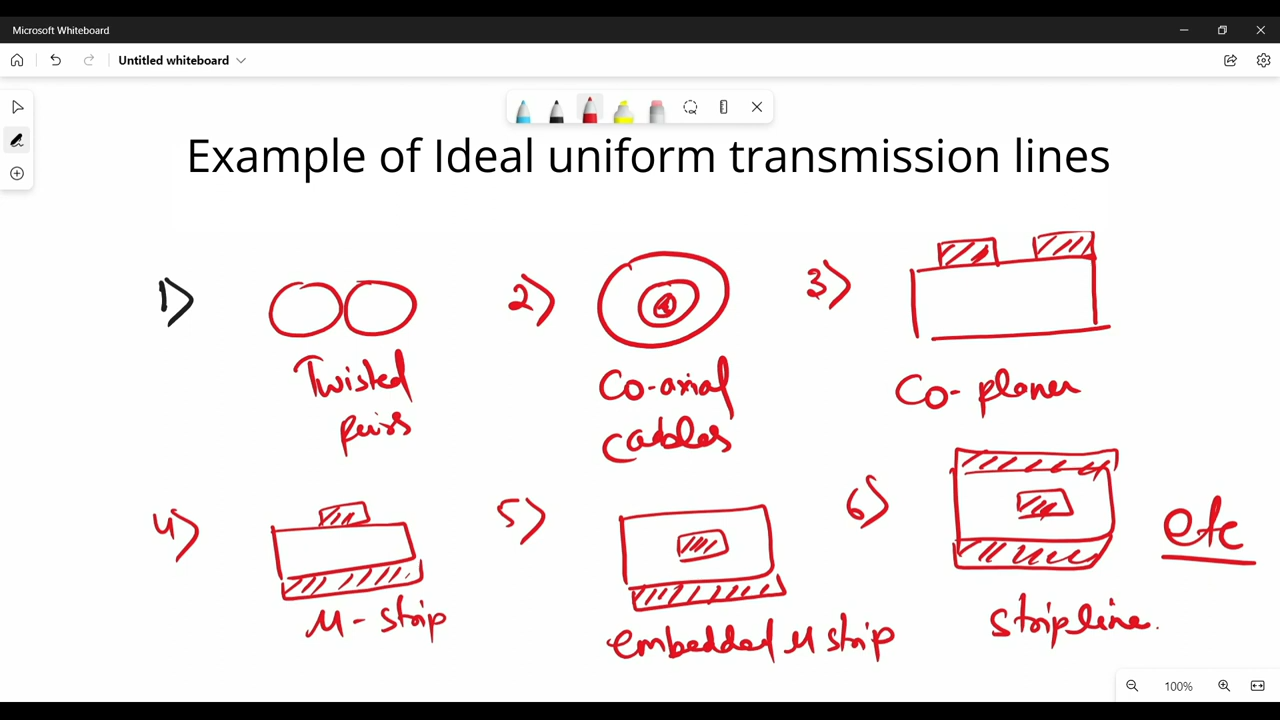 Microsoft Whiteboard
Untitled whiteboard
Example of Ideal uniform transmission lines
1)
2)
3)
Twisted
pairs
Co-axial
cables
Co-planer
4)
5)
6)
etc
μ-strip
embedded μ strip
stripline.
100%